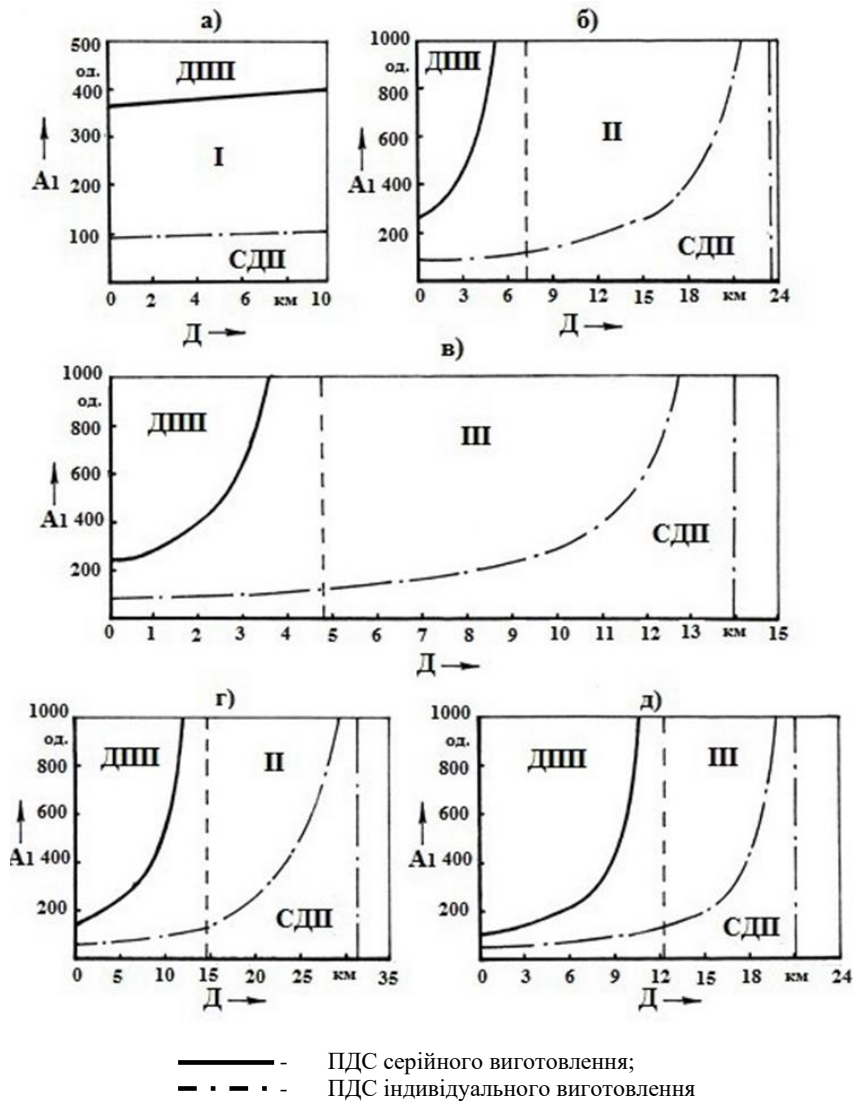 а)
500
од.
400
300
А1
200
100
ДПП
I
СДП
0 2 4 6 км 10
Д
б)
1000
од.
800
600
А1
400
200
ДПП
II
СДП
0 3 6 9 12 15 18 км 24
Д
в)
1000
од.
800
600
А1 400
200
ДПП
III
СДП
0 1 2 3 4 5 6 7 8 9 10 11 12 13 км 15
Д
г)
1000
од.
800
600
А1 400
200
ДПП
II
СДП
0 5 10 15 20 25 км 35
Д
д)
1000
од.
800
600
А1 400
200
ДПП
III
СДП
0 3 6 9 12 15 18 км 24
Д
- ПДС серійного виготовлення;
- ПДС індивідуального виготовлення